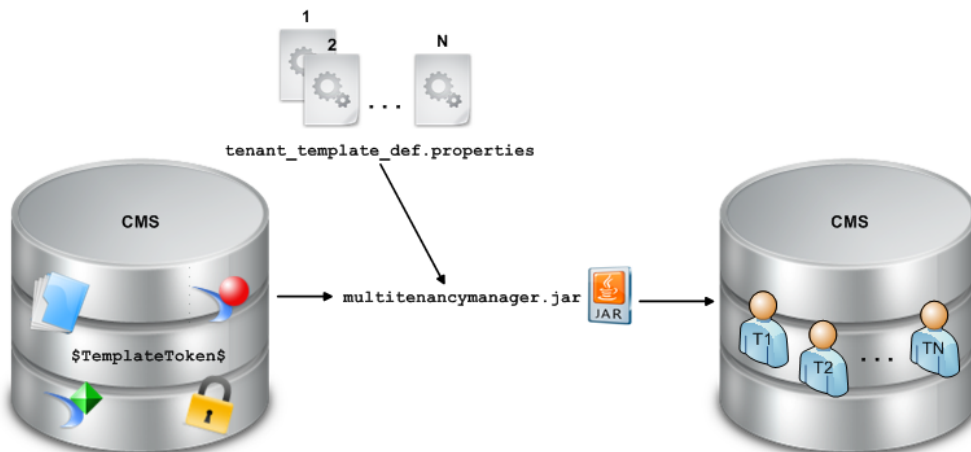 1
2
N
...
tenant_template_def.properties
CMS
CMS
multitenancymanager.jar
JAR
$TemplateToken$
T1
T2
...
TN